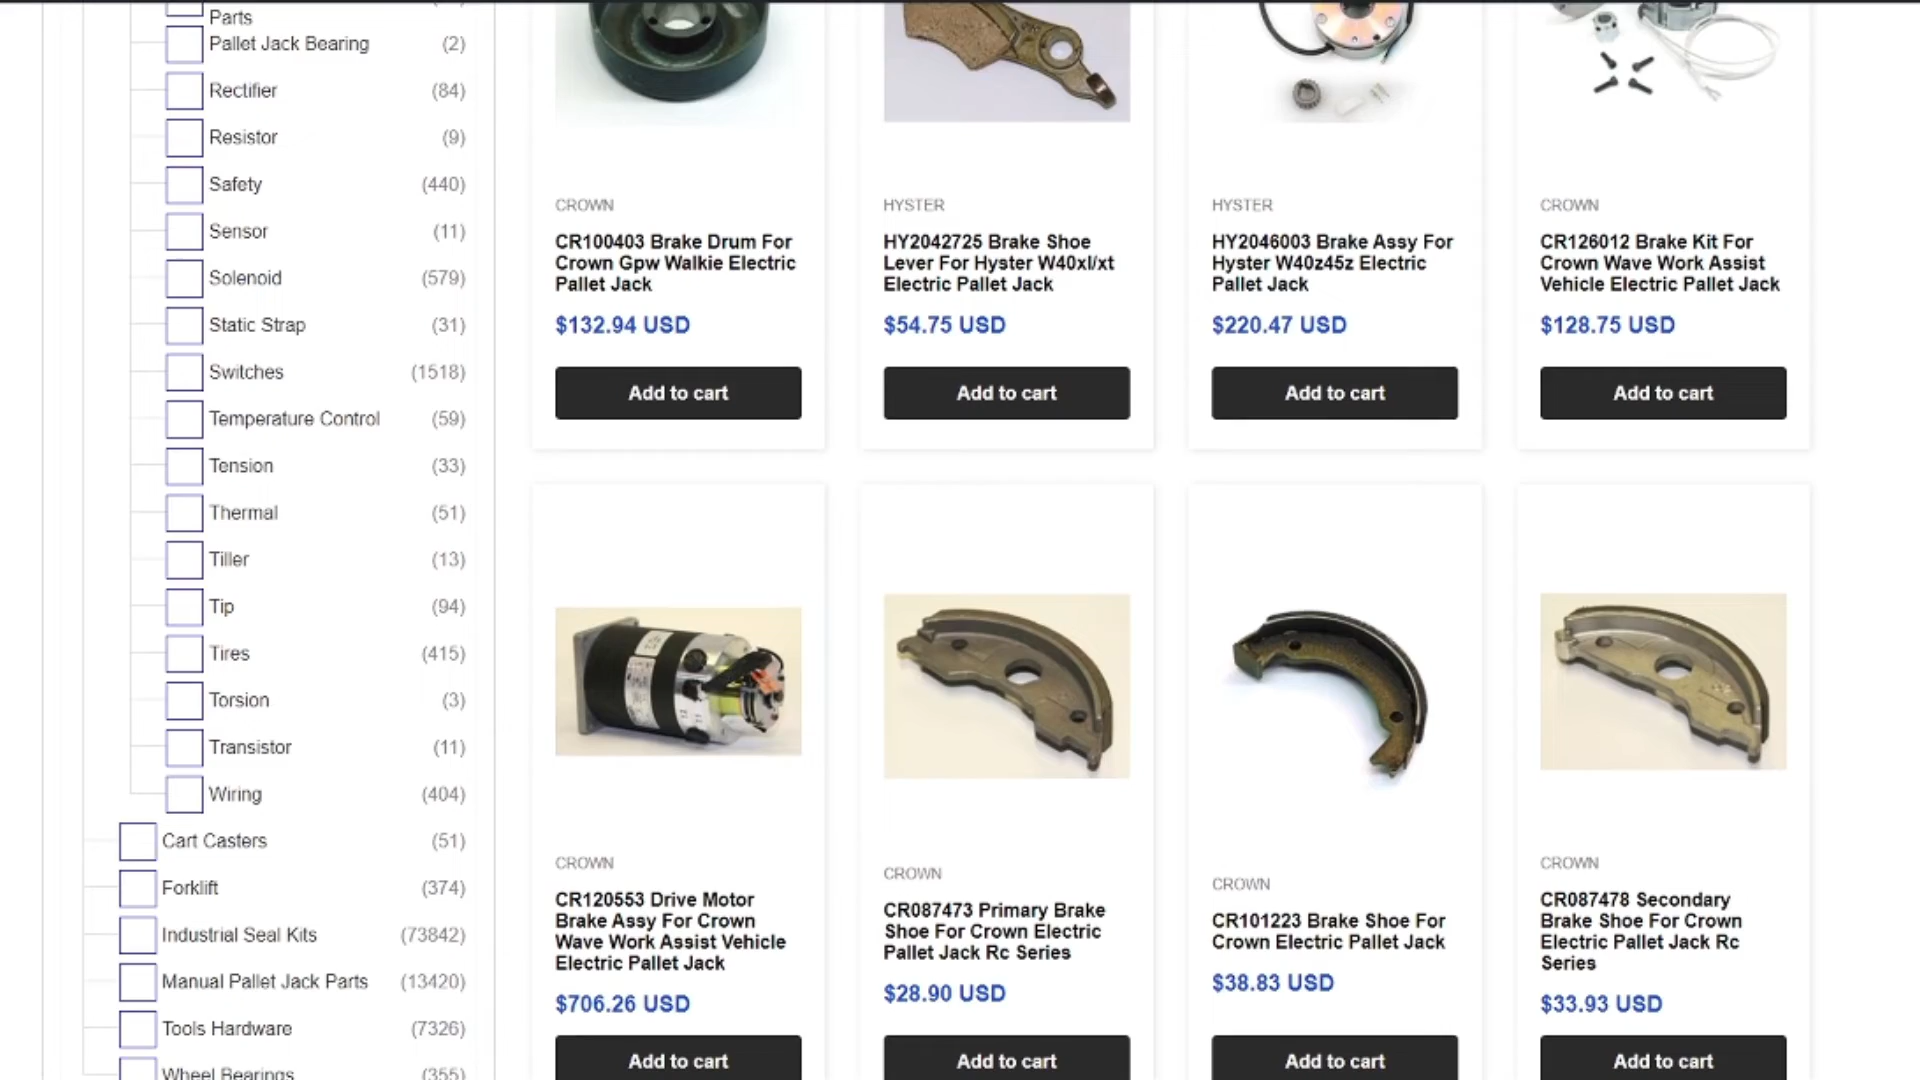 Parts
Pallet Jack Bearing (2)
Rectifier (84)
Resistor (9)
Safety (440)
Sensor (11)
Solenoid (579)
Static Strap (31)
Switches (1518)
Temperature Control (59)
Tension (33)
Thermal (51)
Tiller (13)
Tip (94)
Tires (415)
Torsion (3)
Transistor (11)
Wiring (404)
Cart Casters (51)
Forklift (374)
Industrial Seal Kits (73842)
Manual Pallet Jack Parts (13420)
Tools Hardware (7326)
Wheel Bearings (355)
CROWN
CR100403 Brake Drum For
Crown Gpw Walkie Electric
Pallet Jack
$132.94 USD
Add to cart
HYSTER
HY2042725 Brake Shoe
Lever For Hyster W40xl/xt
Electric Pallet Jack
$54.75 USD
Add to cart
HYSTER
HY2046003 Brake Assy For
Hyster W40z45z Electric
Pallet Jack
$220.47 USD
Add to cart
CROWN
CR126012 Brake Kit For
Crown Wave Work Assist
Vehicle Electric Pallet Jack
$128.75 USD
Add to cart
CROWN
CR120553 Drive Motor
Brake Assy For Crown
Wave Work Assist Vehicle
Electric Pallet Jack
$706.26 USD
Add to cart
CROWN
CR087473 Primary Brake
Shoe For Crown Electric
Pallet Jack Rc Series
$28.90 USD
Add to cart
CROWN
CR101223 Brake Shoe For
Crown Electric Pallet Jack
$38.83 USD
Add to cart
CROWN
CR087478 Secondary
Brake Shoe For Crown
Electric Pallet Jack Rc
Series
$33.93 USD
Add to cart